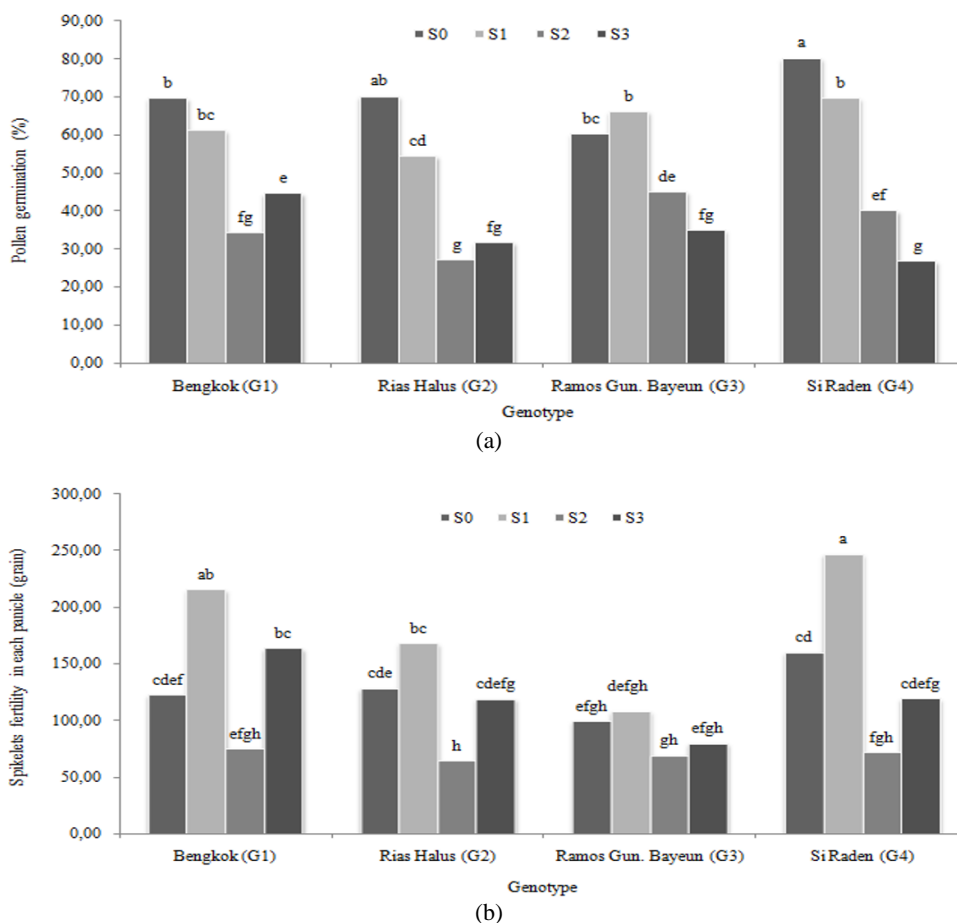 90,00
80,00
70,00
60,00
50,00
40,00
30,00
20,00
10,00
0,00
Pollen germination (%)
S0 S1 S2 S3
b bc fg e
ab cd g fg
bc b de fg
a b ef g
Bengkok (G1) Rias Halus (G2) Ramos Gun. Bayeun (G3) Si Raden (G4)
Genotype
(a)
300,00
250,00
200,00
150,00
100,00
50,00
0,00
Spikelets fertility in each panicle (grain)
S0 S1 S2 S3
cdef ab efgh bc
cde bc h cdefg
efgh defgh gh efgh
cd a fgh cdefg
Bengkok (G1) Rias Halus (G2) Ramos Gun. Bayeun (G3) Si Raden (G4)
Genotype
(b)